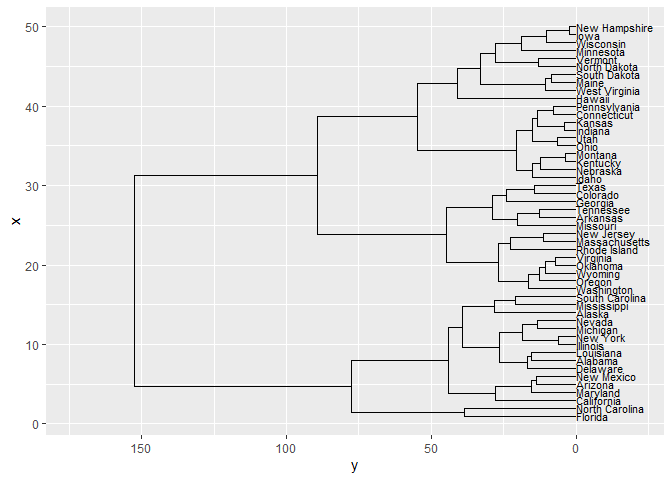 50
40
30
20
10
0
x
New Hampshire
Iowa
Wisconsin
Minnesota
Vermont
North Dakota
South Dakota
Maine
West Virginia
Hawaii
Pennsylvania
Connecticut
Kansas
Indiana
Utah
Ohio
Montana
Kentucky
Nebraska
Idaho
Texas
Colorado
Georgia
Tennessee
Arkansas
Missouri
New Jersey
Massachusetts
Rhode Island
Virginia
Oklahoma
Wyoming
Oregon
Washington
South Carolina
Mississippi
Alaska
Nevada
Michigan
New York
Illinois
Louisiana
Alabama
Delaware
New Mexico
Arizona
Maryland
California
North Carolina
Florida
150 100 50 0
y